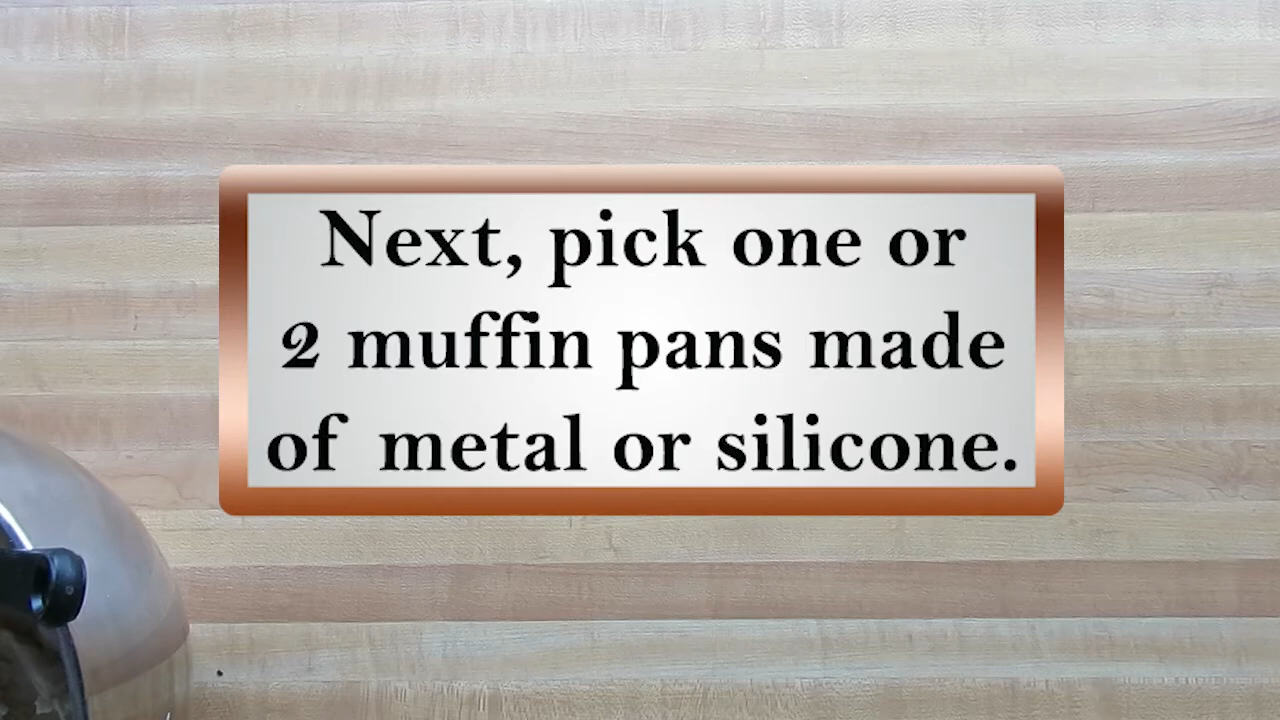 Next, pick one or
2 muffin pans made
of metal or silicone.